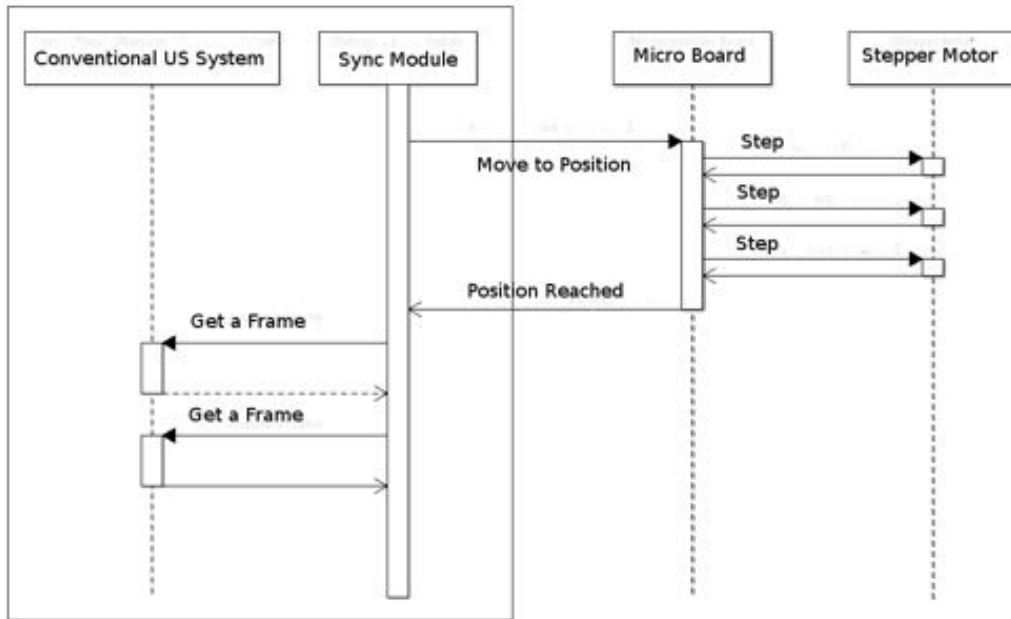 Conventional US System
Sync Module
Micro Board
Stepper Motor
Step
Move to Position
Step
Step
Position Reached
Get a Frame
Get a Frame